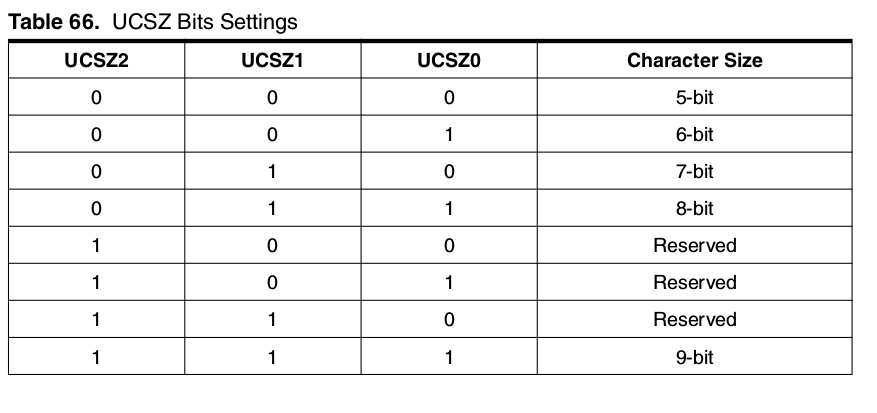 Table 66. UCSZ Bits Settings
UCSZ2 UCSZ1 UCSZ0 Character Size
0 0 0 5-bit
0 0 1 6-bit
0 1 0 7-bit
0 1 1 8-bit
1 0 0 Reserved
1 0 1 Reserved
1 1 0 Reserved
1 1 1 9-bit